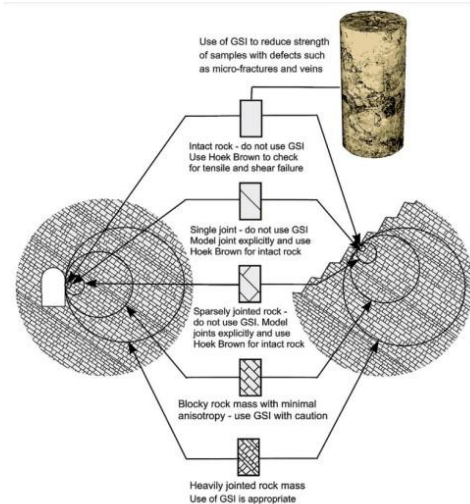 Use of GSI to reduce strength
of samples with defects such
as micro-fractures and veins
Intact rock - do not use GSI
Use Hoek Brown to check
for tensile and shear failure
Single joint - do not use GSI
Model joint explicitly and use
Hoek Brown for intact rock
Sparsely jointed rock -
do not use GSI. Model
joints explicitly and use
Hoek Brown for intact rock
Blocky rock mass with minimal
anisotropy - use GSI with caution
Heavily jointed rock mass
Use of GSI is appropriate